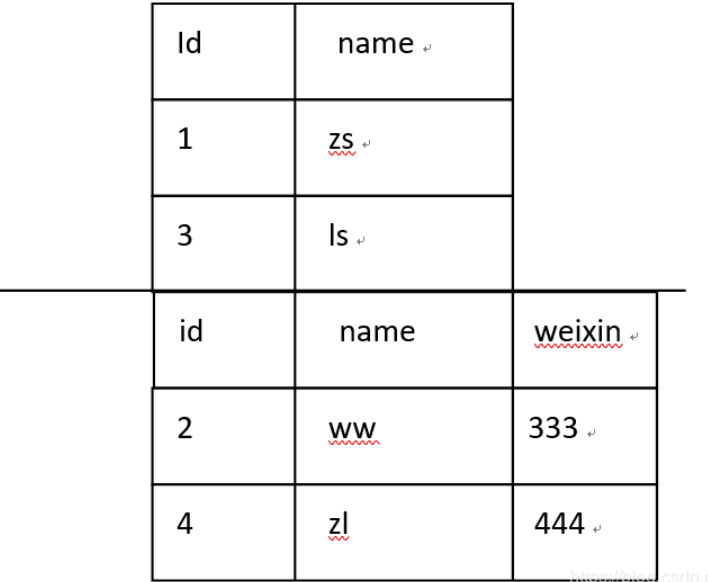 Id name
1 zs
3 ls
id name weixin
2 ww 333
4 zl 444